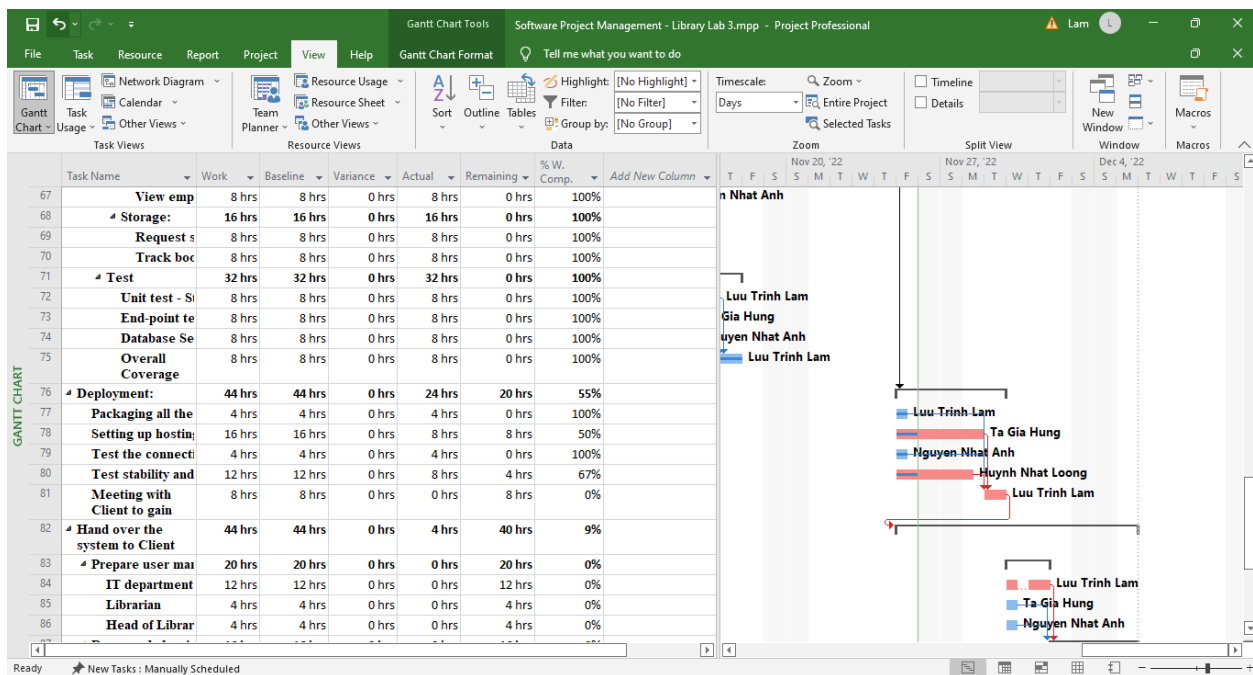 Gantt Chart Tools
Software Project Management - Library Lab 3.mpp - Project Professional
Lam
L
File Task Resource Report Project View Help Gantt Chart Format Tell me what you want to do
Gantt Chart
Task Usage
Network Diagram
Calendar
Other Views
Task Views
Team Planner
Resource Usage
Resource Sheet
Other Views
Resource Views
Sort
Outline
Tables
Highlight: [No Highlight]
Filter: [No Filter]
Group by: [No Group]
Data
Timescale:
Days
Zoom
Entire Project
Selected Tasks
Zoom
Timeline
Details
Split View
New Window
Window
Macros
Macros
GANTT CHART
Task Name Work Baseline Variance Actual Remaining % W. Comp. Add New Column
Nov 20, '22 Nov 27, '22 Dec 4, '22
T F S S M T W T F S S M T W T F S S M T W T F S
67 View emp 8 hrs 8 hrs 0 hrs 8 hrs 0 hrs 100% n Nhat Anh
68 Storage: 16 hrs 16 hrs 0 hrs 16 hrs 0 hrs 100%
69 Request s 8 hrs 8 hrs 0 hrs 8 hrs 0 hrs 100%
70 Track boo 8 hrs 8 hrs 0 hrs 8 hrs 0 hrs 100%
71 Test 32 hrs 32 hrs 0 hrs 32 hrs 0 hrs 100%
72 Unit test - St 8 hrs 8 hrs 0 hrs 8 hrs 0 hrs 100% Luu Trinh Lam
73 End-point te 8 hrs 8 hrs 0 hrs 8 hrs 0 hrs 100% Gia Hung
74 Database Se 8 hrs 8 hrs 0 hrs 8 hrs 0 hrs 100% uyen Nhat Anh
75 Overall Coverage 8 hrs 8 hrs 0 hrs 8 hrs 0 hrs 100% Luu Trinh Lam
76 Deployment: 44 hrs 44 hrs 0 hrs 24 hrs 20 hrs 55%
77 Packaging all the 4 hrs 4 hrs 0 hrs 4 hrs 0 hrs 100% Luu Trinh Lam
78 Setting up hosting 16 hrs 16 hrs 0 hrs 8 hrs 8 hrs 50% Ta Gia Hung
79 Test the connecti 4 hrs 4 hrs 0 hrs 4 hrs 0 hrs 100% Nguyen Nhat Anh
80 Test stability and 12 hrs 12 hrs 0 hrs 8 hrs 4 hrs 67% Huynh Nhat Loong
81 Meeting with Client to gain 8 hrs 8 hrs 0 hrs 0 hrs 8 hrs 0% Luu Trinh Lam
82 Hand over the system to Client 44 hrs 44 hrs 0 hrs 4 hrs 40 hrs 9%
83 Prepare user mar 20 hrs 20 hrs 0 hrs 0 hrs 20 hrs 0%
84 IT department 12 hrs 12 hrs 0 hrs 0 hrs 12 hrs 0% Luu Trinh Lam
85 Librarian 4 hrs 4 hrs 0 hrs 0 hrs 4 hrs 0% Ta Gia Hung
86 Head of Librar 4 hrs 4 hrs 0 hrs 0 hrs 4 hrs 0% Nguyen Nhat Anh
Ready New Tasks : Manually Scheduled